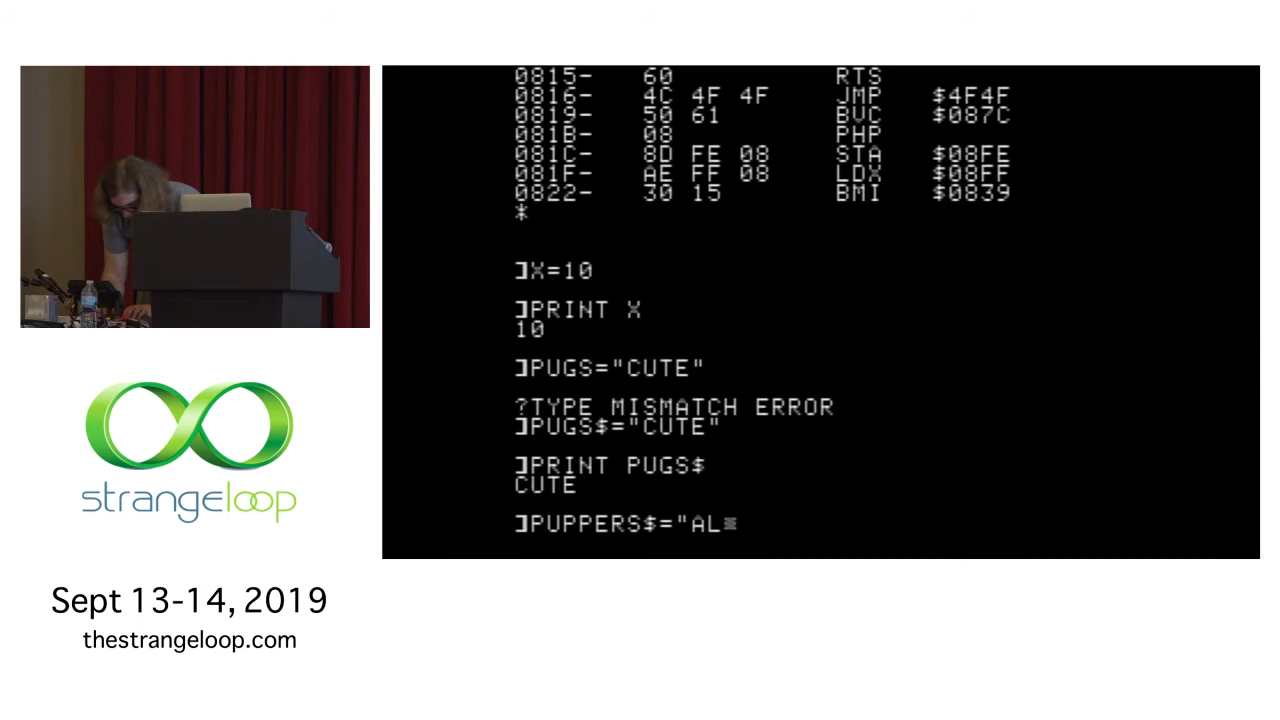 0815- 60 RTS
0816- 4C 4F 4F JMP $4F4F
0819- 50 61 BVC $087C
081B- 08 PHP
081C- 8D FE 08 STA $08FE
081F- AE FF 08 LDX $08FF
0822- 30 15 BMI $0839
*
]X=10
]PRINT X
10
]PUGS="CUTE"
?TYPE MISMATCH ERROR
]PUGS$="CUTE"
]PRINT PUGS$
CUTE
]PUPPERS$="AL
strangeloop
Sept 13-14, 2019
thestrangeloop.com